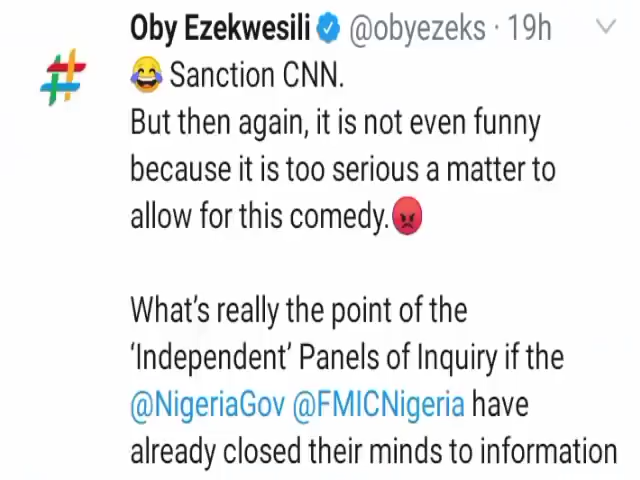 Oby Ezekwesili @obyezeks · 19h
😂 Sanction CNN.
But then again, it is not even funny
because it is too serious a matter to
allow for this comedy.😡
What's really the point of the
‘Independent’ Panels of Inquiry if the
@NigeriaGov @FMICNigeria have
already closed their minds to information